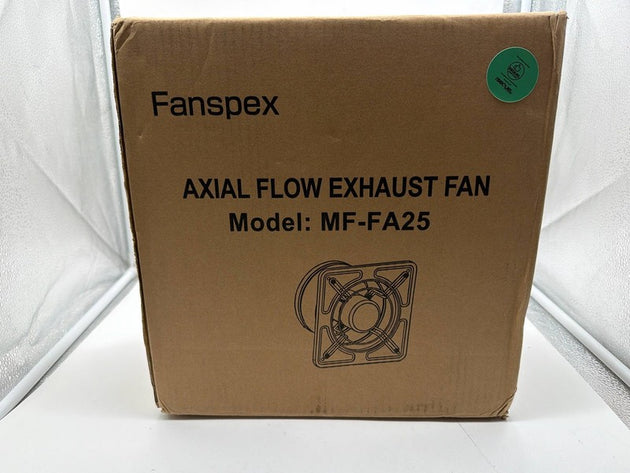 Fanspex
AXIAL FLOW EXHAUST FAN
Model: MF-FA25